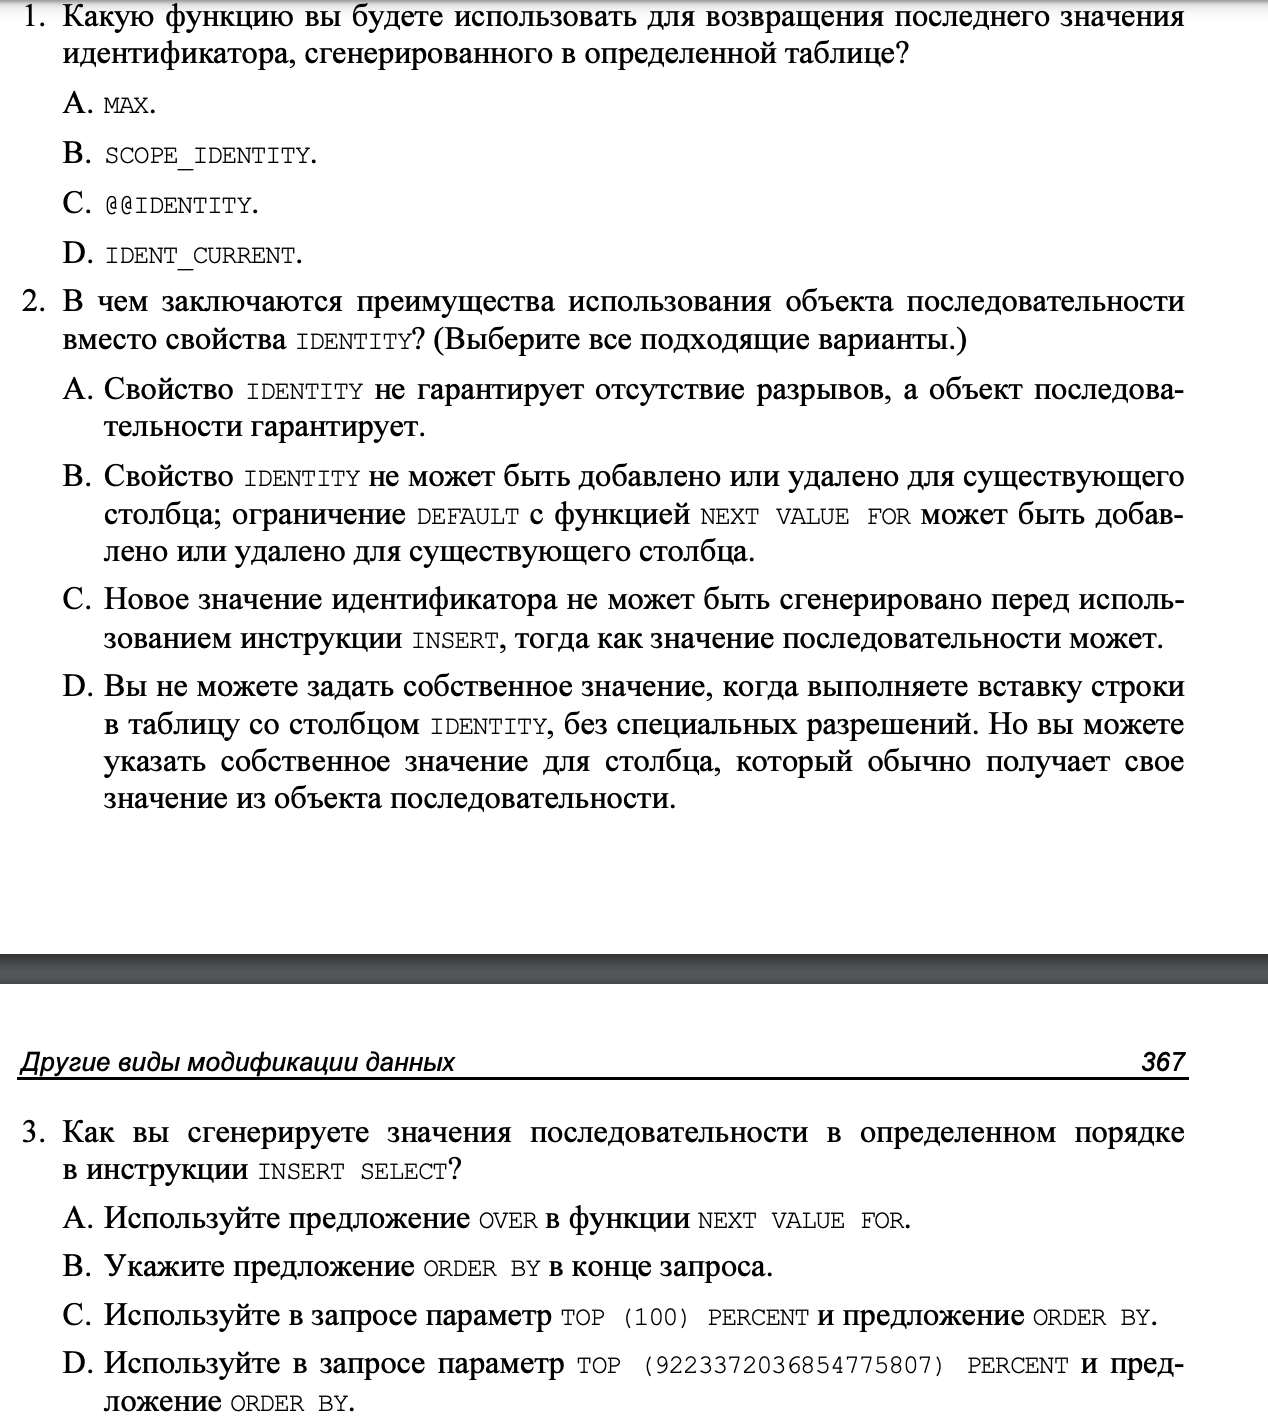 1. Какую функцию вы будете использовать для возвращения последнего значения
идентификатора, сгенерированного в определенной таблице?
A. MAX.
B. SCOPE_IDENTITY.
C. @@IDENTITY.
D. IDENT_CURRENT.
2. В чем заключаются преимущества использования объекта последовательности
вместо свойства IDENTITY? (Выберите все подходящие варианты.)
A. Свойство IDENTITY не гарантирует отсутствие разрывов, а объект последова-
тельности гарантирует.
B. Свойство IDENTITY не может быть добавлено или удалено для существующего
столбца; ограничение DEFAULT с функцией NEXT VALUE FOR может быть добав-
лено или удалено для существующего столбца.
C. Новое значение идентификатора не может быть сгенерировано перед исполь-
зованием инструкции INSERT, тогда как значение последовательности может.
D. Вы не можете задать собственное значение, когда выполняете вставку строки
в таблицу со столбцом IDENTITY, без специальных разрешений. Но вы можете
указать собственное значение для столбца, который обычно получает свое
значение из объекта последовательности.
Другие виды модификации данных 367
3. Как вы сгенерируете значения последовательности в определенном порядке
в инструкции INSERT SELECT?
A. Используйте предложение OVER в функции NEXT VALUE FOR.
B. Укажите предложение ORDER BY в конце запроса.
C. Используйте в запросе параметр TOP (100) PERCENT и предложение ORDER BY.
D. Используйте в запросе параметр TOP (9223372036854775807) PERCENT и пред-
ложение ORDER BY.